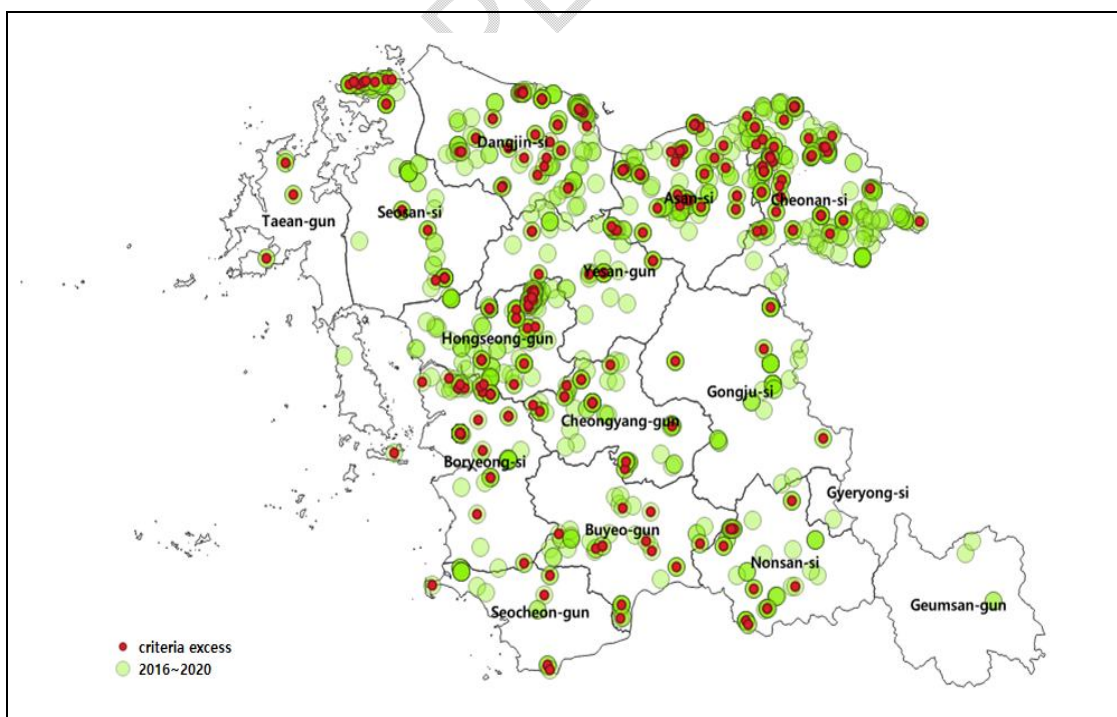 Dangjin-si
Asan-si
Cheonan-si
Taean-gun
Seosan-si
Yesan-gun
Hongseong-gun
Gongju-si
Cheongyang-gun
Boryeong-si
Gyeryong-si
Buyeo-gun
Nonsan-si
Seocheon-gun
Geumsan-gun
criteria excess
2016~2020